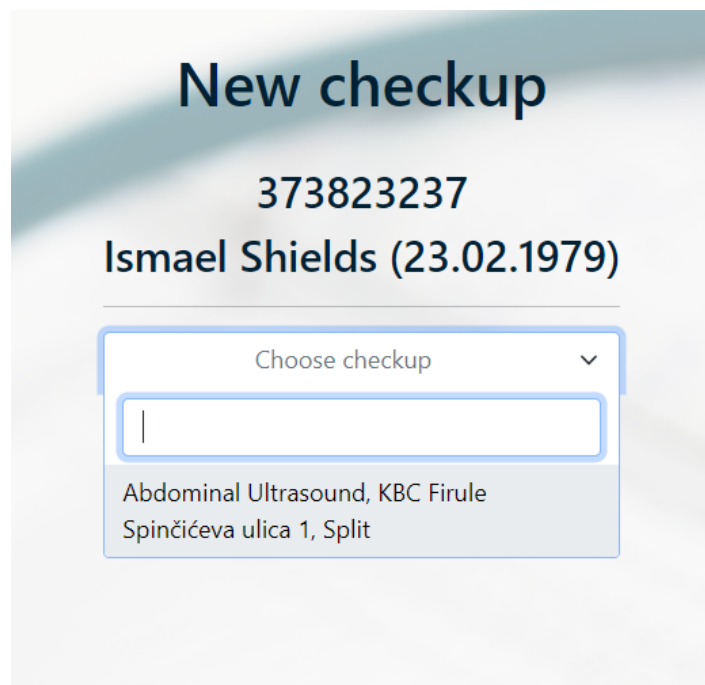 New checkup
373823237
Ismael Shields (23.02.1979)
Choose checkup
Abdominal Ultrasound, KBC Firule
Spinčićeva ulica 1, Split